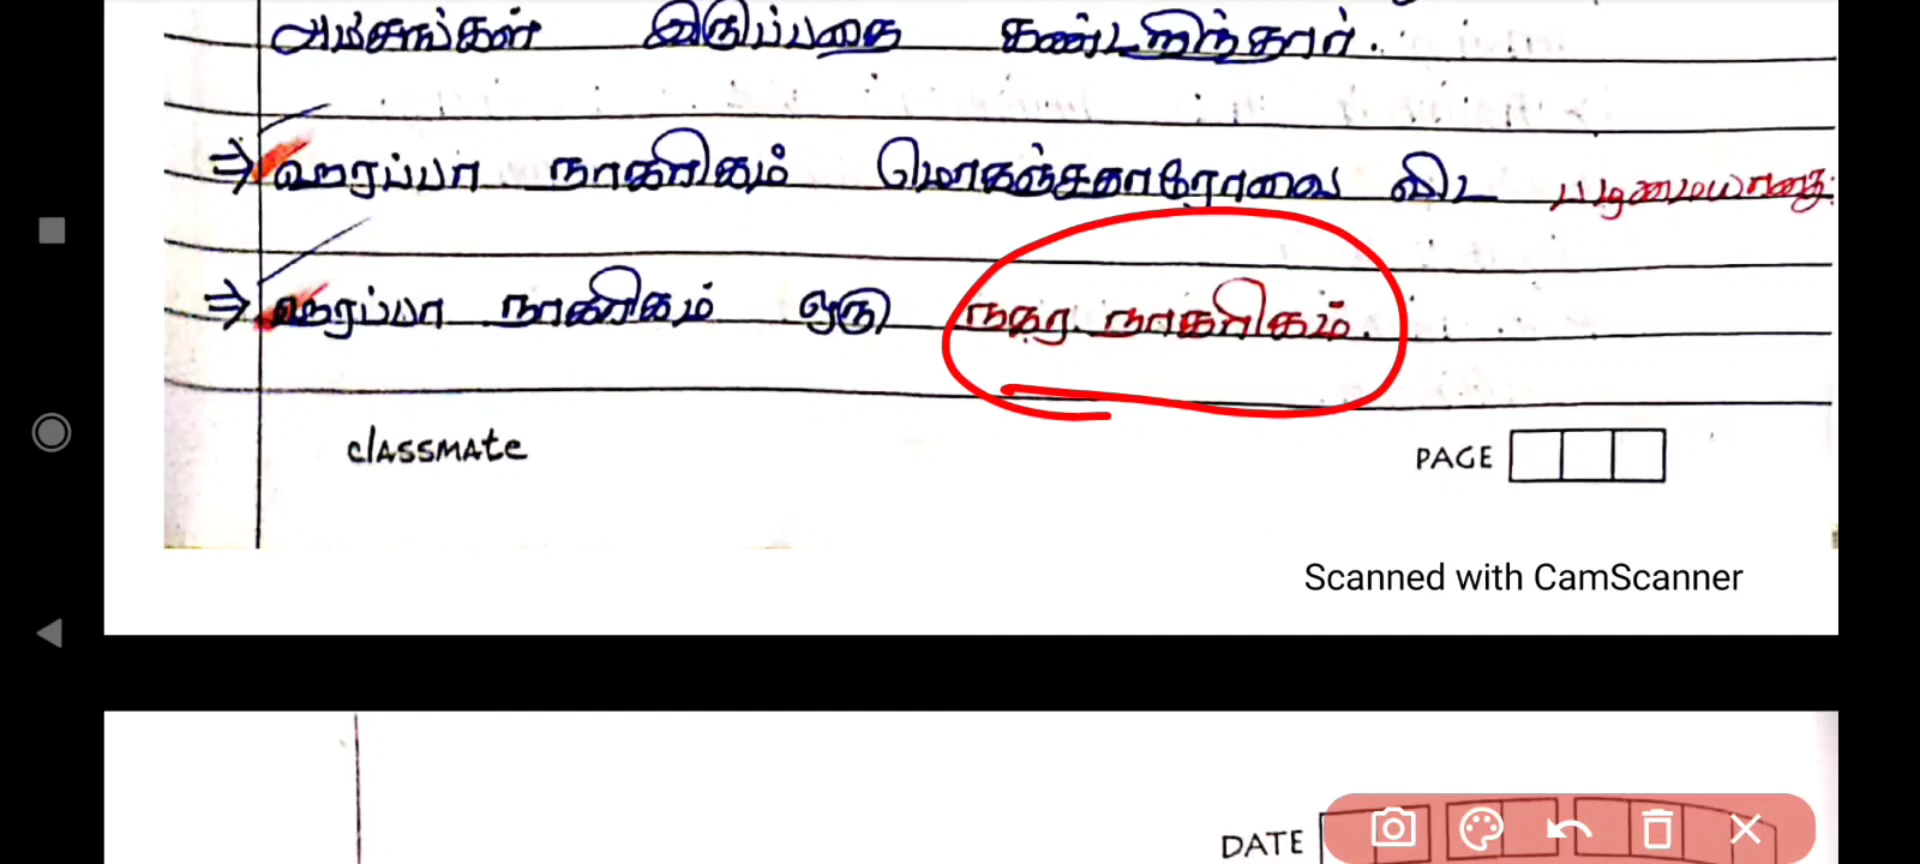 அம்சங்கள் இருப்பதை கண்டறிந்தார்.
⇒ ஹரப்பா நாகரிகம் மொகஞ்சதாரோவை விட பழமையானது.
⇒ ஹரப்பா நாகரிகம் ஒரு நகர நாகரிகம்.
classmate
PAGE
Scanned with CamScanner
DATE